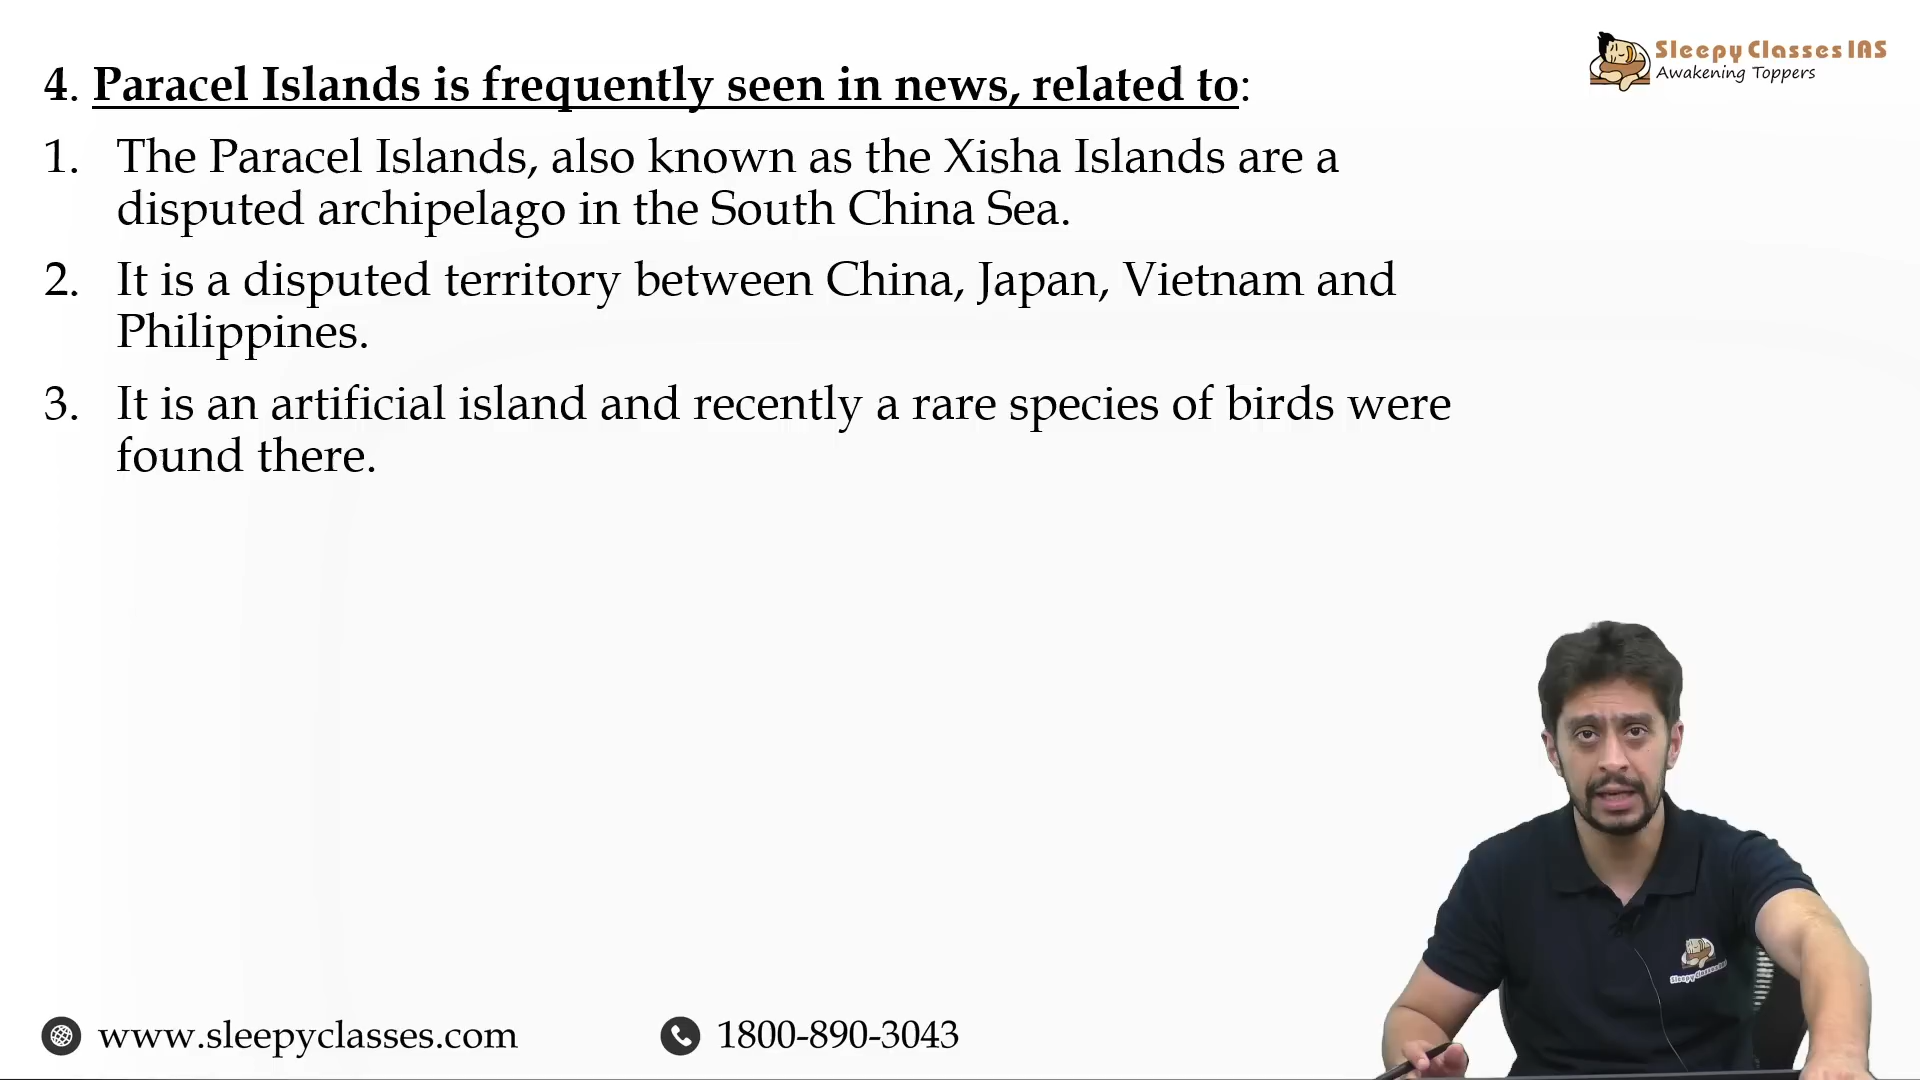 Sleepy Classes IAS
Awakening Toppers
4. Paracel Islands is frequently seen in news, related to:
1. The Paracel Islands, also known as the Xisha Islands are a
disputed archipelago in the South China Sea.
2. It is a disputed territory between China, Japan, Vietnam and
Philippines.
3. It is an artificial island and recently a rare species of birds were
found there.
www.sleepyclasses.com
1800-890-3043